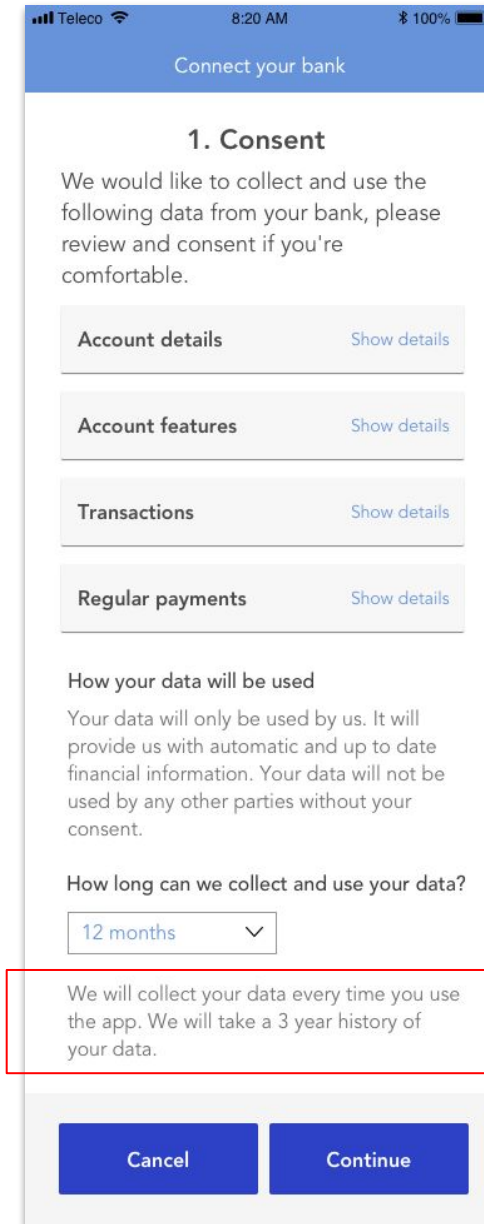 Teleco 8:20 AM 100%
Connect your bank
1. Consent
We would like to collect and use the
following data from your bank, please
review and consent if you're
comfortable.
Account details Show details
Account features Show details
Transactions Show details
Regular payments Show details
How your data will be used
Your data will only be used by us. It will
provide us with automatic and up to date
financial information. Your data will not be
used by any other parties without your
consent.
How long can we collect and use your data?
12 months
We will collect your data every time you use
the app. We will take a 3 year history of
your data.
Cancel Continue